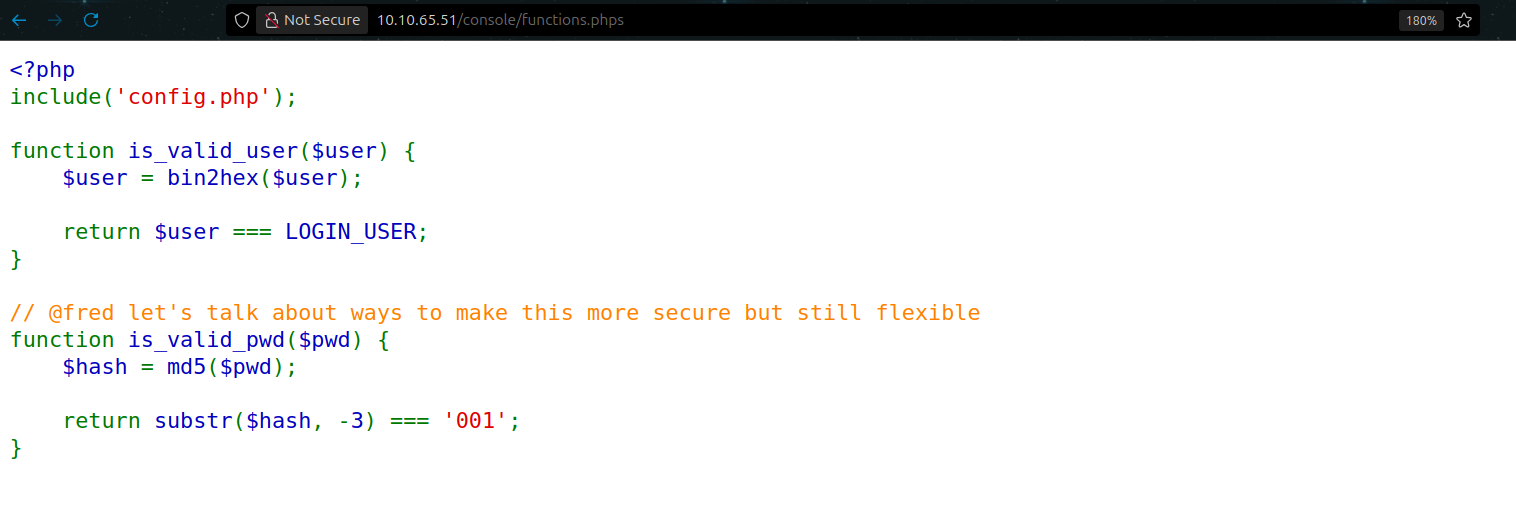 Not Secure 10.10.65.51/console/functions.phps 180%
<?php
include('config.php');

function is_valid_user($user) {
    $user = bin2hex($user);

    return $user === LOGIN_USER;
}

// @fred let's talk about ways to make this more secure but still flexible
function is_valid_pwd($pwd) {
    $hash = md5($pwd);

    return substr($hash, -3) === '001';
}